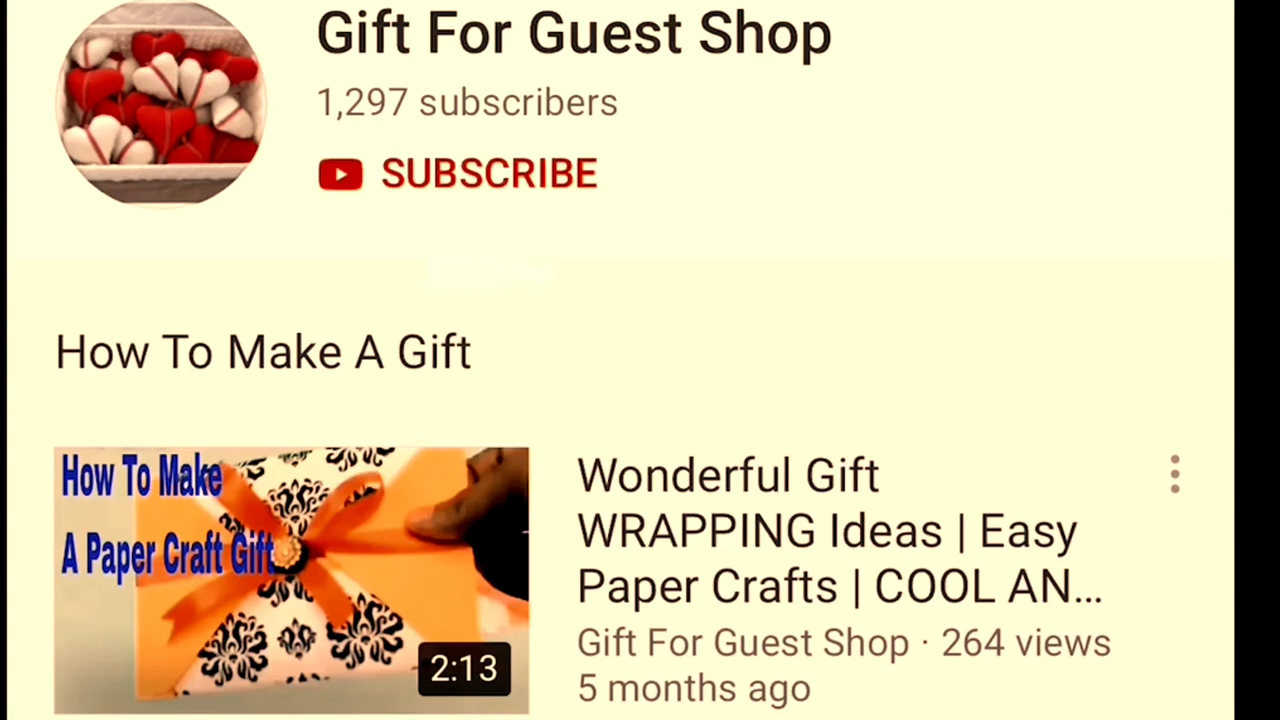 Gift For Guest Shop
1,297 subscribers
SUBSCRIBE
How To Make A Gift
How To Make
A Paper Craft Gift
2:13
Wonderful Gift
WRAPPING Ideas | Easy
Paper Crafts | COOL AN...
Gift For Guest Shop · 264 views
5 months ago